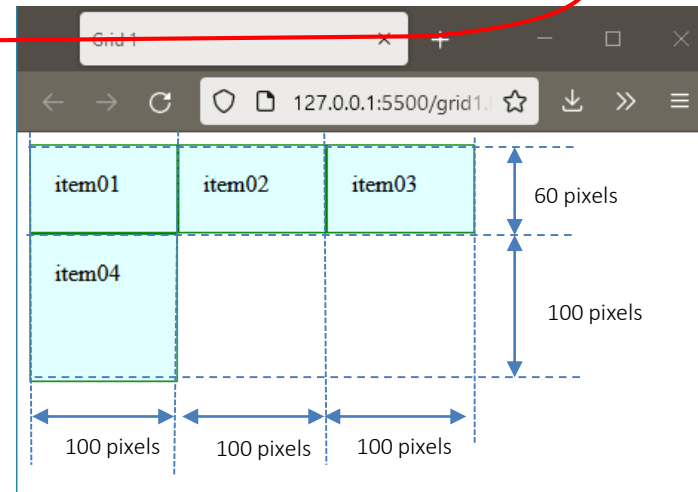 Grid 1
127.0.0.1:5500/grid1.
item01 item02 item03
60 pixels
item04
100 pixels
100 pixels 100 pixels 100 pixels